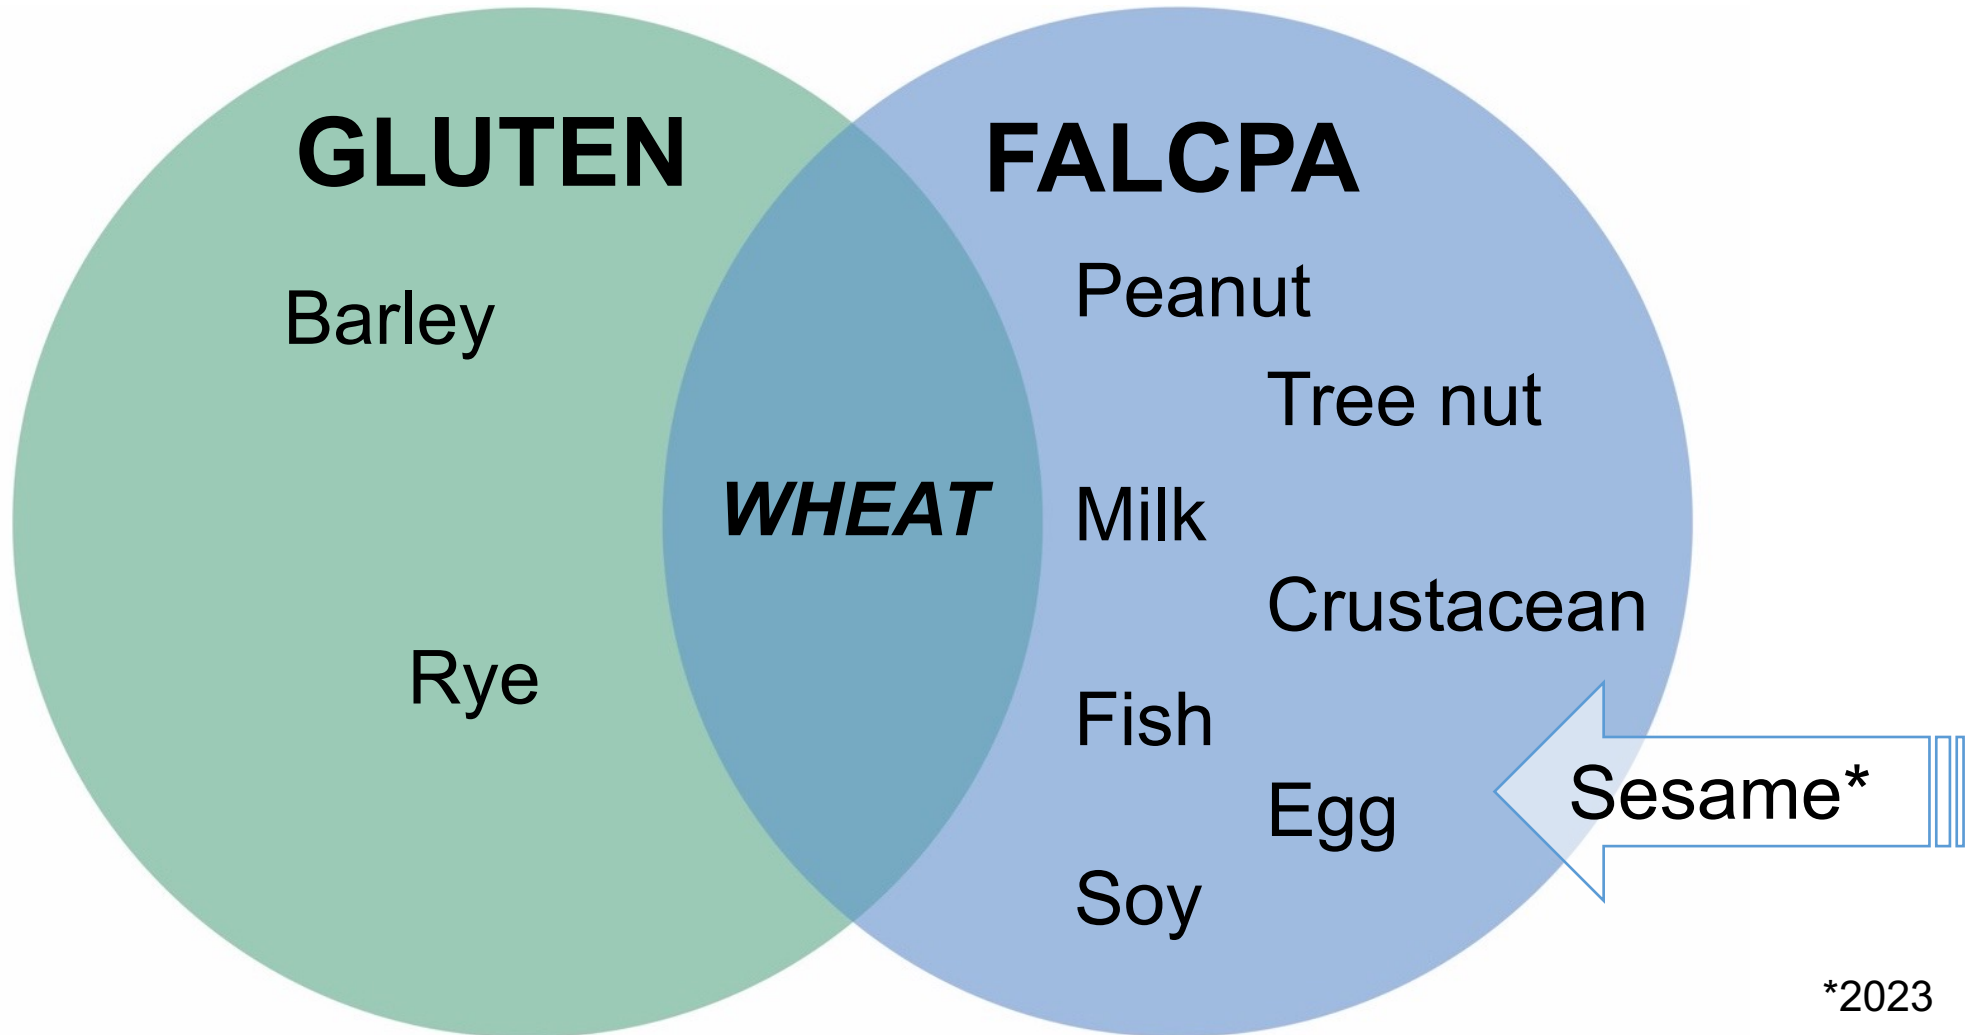 GLUTEN
Barley
Rye
WHEAT
FALCPA
Peanut
Tree nut
Milk
Crustacean
Fish
Egg
Soy
Sesame*
*2023